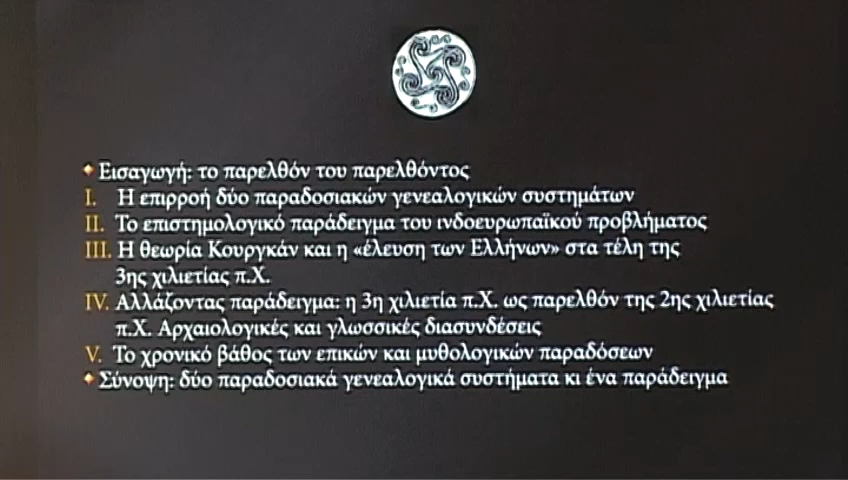 Εισαγωγή: το παρελθόν του παρελθόντος
I. Η επιρροή δύο παραδοσιακών γενεαλογικών συστημάτων
II. Το επιστημολογικό παράδειγμα του ινδοευρωπαϊκού προβλήματος
III. Η θεωρία Κουργκάν και η «έλευση των Ελλήνων» στα τέλη της
3ης χιλιετίας π.Χ.
IV. Αλλάζοντας παράδειγμα: η 3η χιλιετία π.Χ. ως παρελθόν της 2ης χιλιετίας
π.Χ. Αρχαιολογικές και γλωσσικές διασυνδέσεις
V. Το χρονικό βάθος των επικών και μυθολογικών παραδόσεων
Σύνοψη: δύο παραδοσιακά γενεαλογικά συστήματα κι ένα παράδειγμα